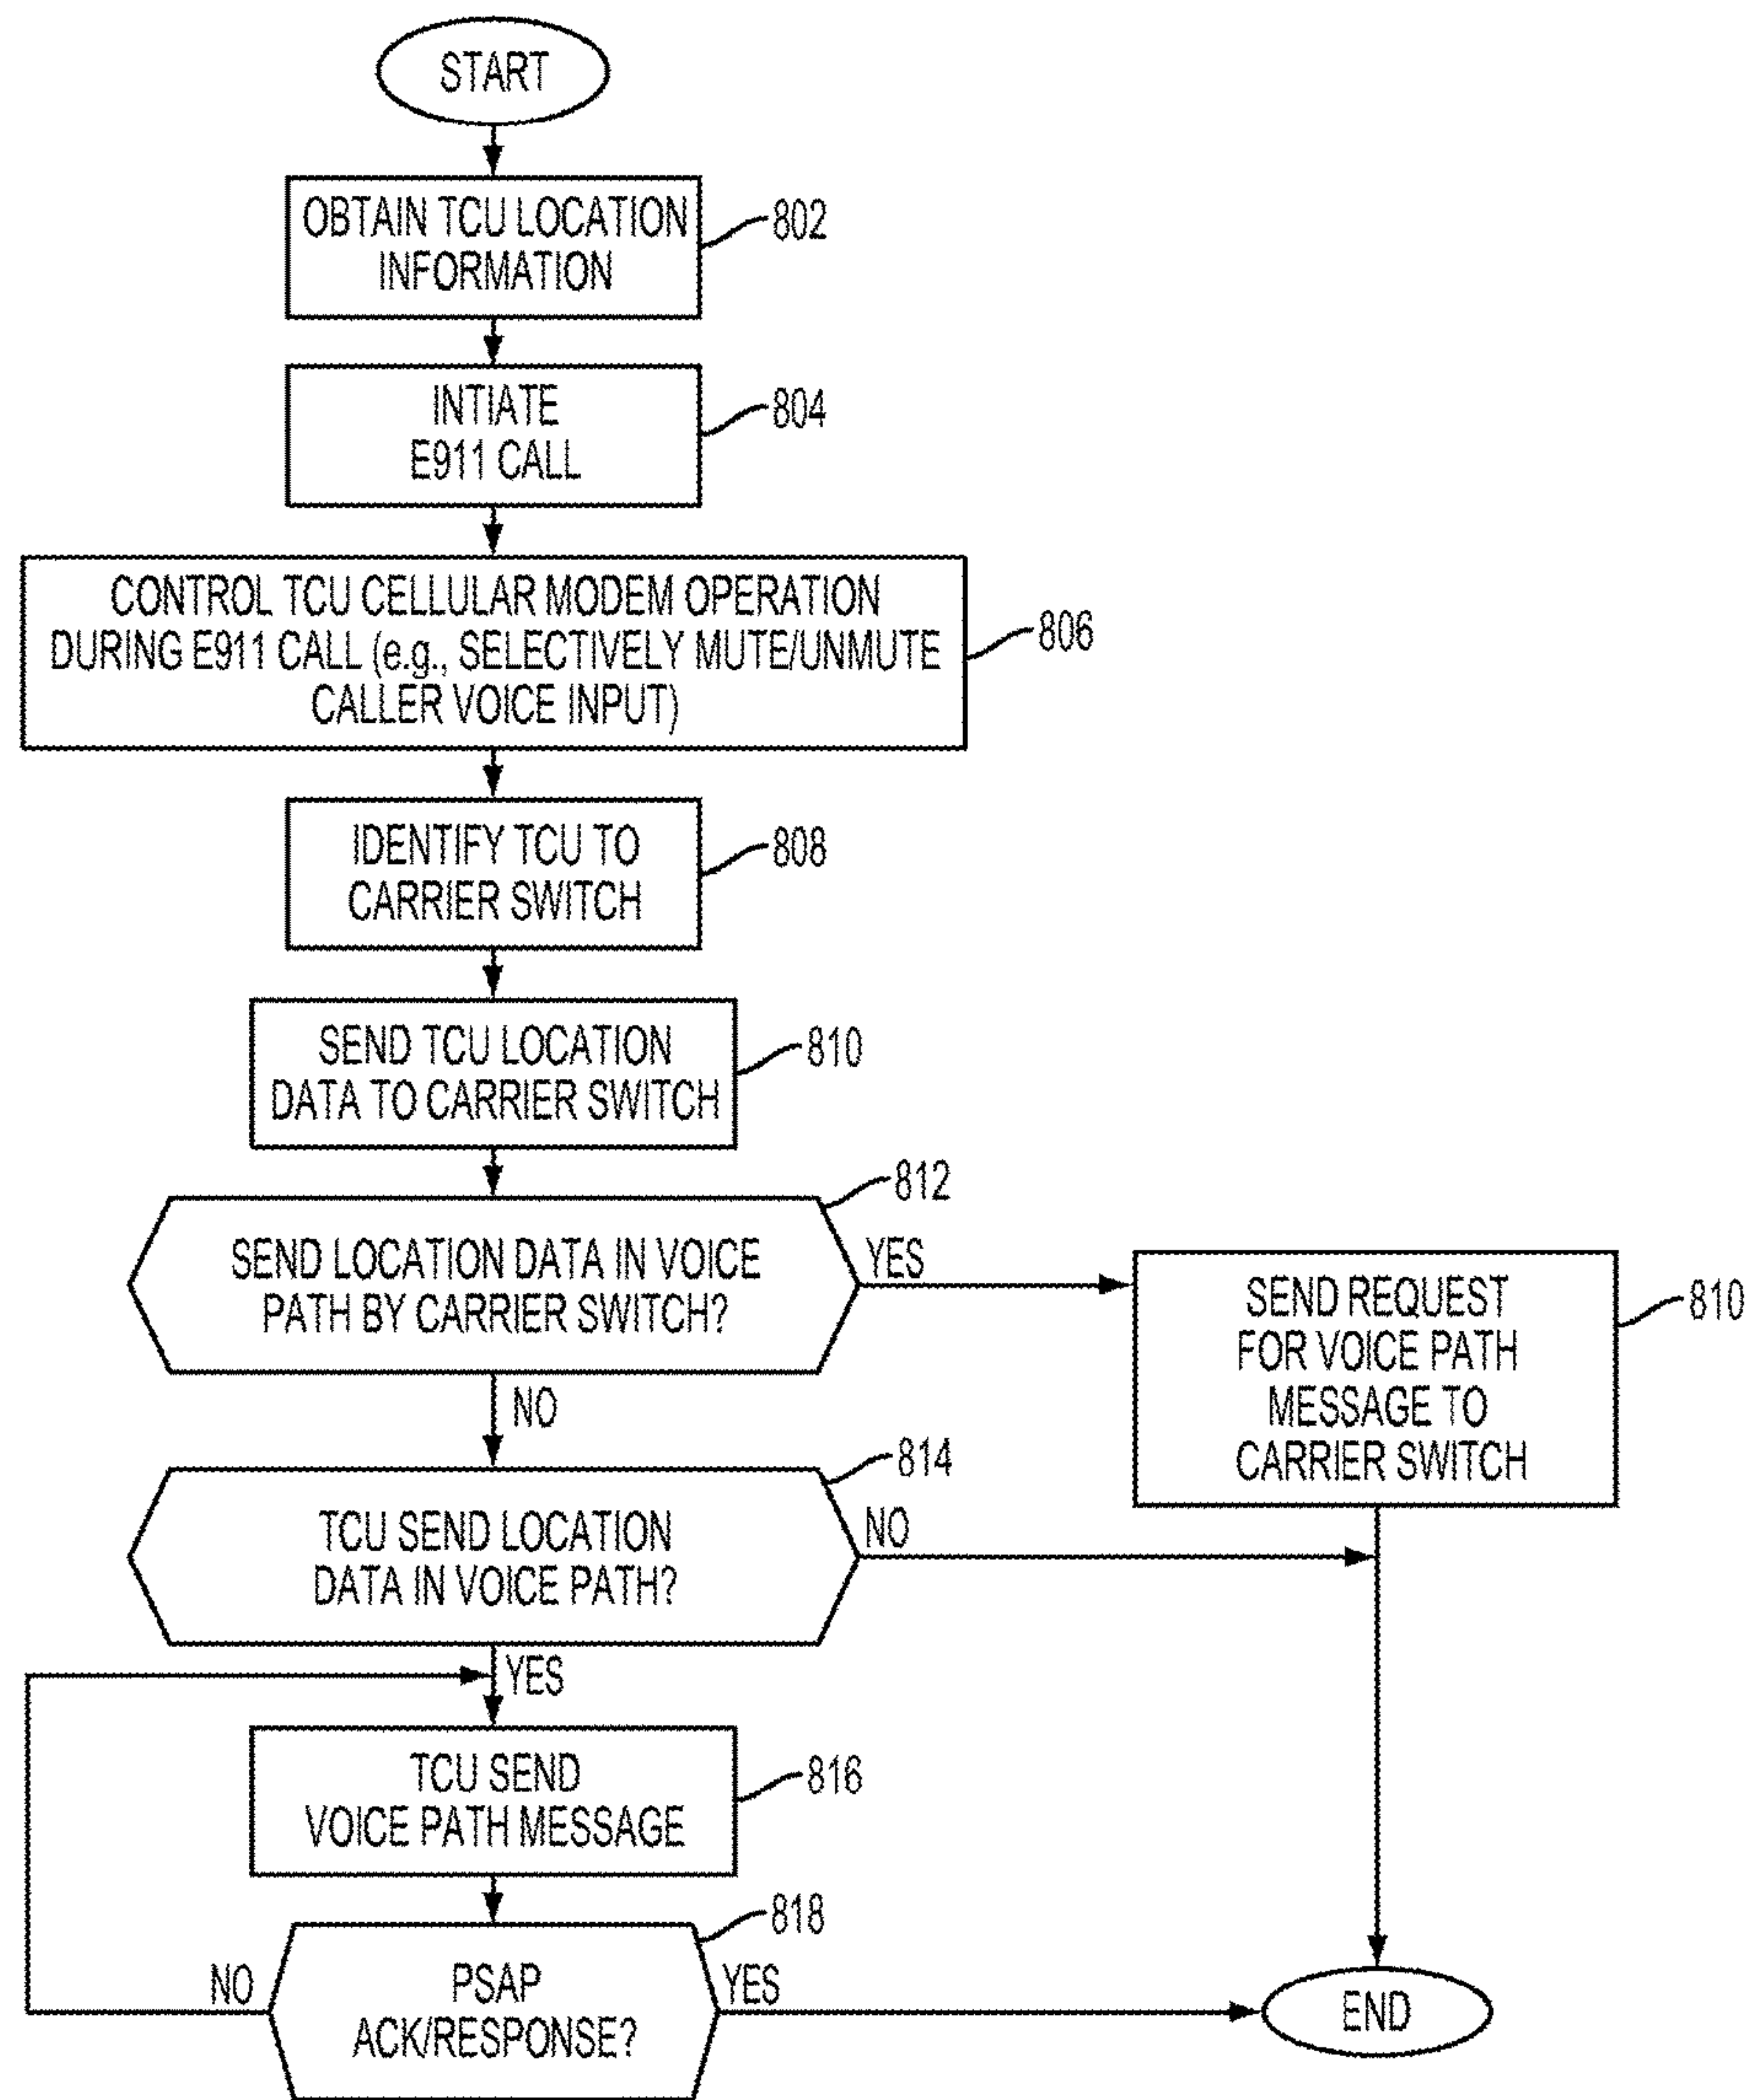 START
OBTAIN TCU LOCATION
INFORMATION
802
INTIATE
E911 CALL
804
CONTROL TCU CELLULAR MODEM OPERATION
DURING E911 CALL (e.g., SELECTIVELY MUTE/UNMUTE
CALLER VOICE INPUT)
806
IDENTIFY TCU TO
CARRIER SWITCH
808
SEND TCU LOCATION
DATA TO CARRIER SWITCH
810
812
SEND LOCATION DATA IN VOICE
PATH BY CARRIER SWITCH?
YES
SEND REQUEST
FOR VOICE PATH
MESSAGE TO
CARRIER SWITCH
810
NO
814
TCU SEND LOCATION
DATA IN VOICE PATH?
NO
YES
TCU SEND
VOICE PATH MESSAGE
816
818
PSAP
ACK/RESPONSE?
NO
YES
END